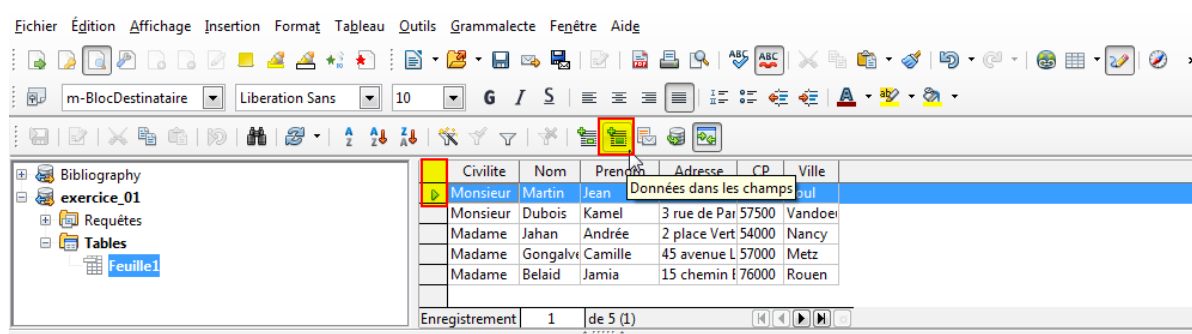 Fichier Édition Affichage Insertion Format Tableau Outils Grammalecte Fenêtre Aide
m-BlocDestinataire Liberation Sans 10 G I S
Bibliography
exercice_01
Requêtes
Tables
Feuille1
Civilite Nom Prenom Adresse CP Ville
Monsieur Martin Jean
Données dans les champs
Monsieur Dubois Kamel 3 rue de Par 57500 Vandoeu
Madame Jahan Andrée 2 place Vert 54000 Nancy
Madame Gongalve Camille 45 avenue L 57000 Metz
Madame Belaid Jamia 15 chemin 76000 Rouen
Enregistrement 1 de 5 (1)